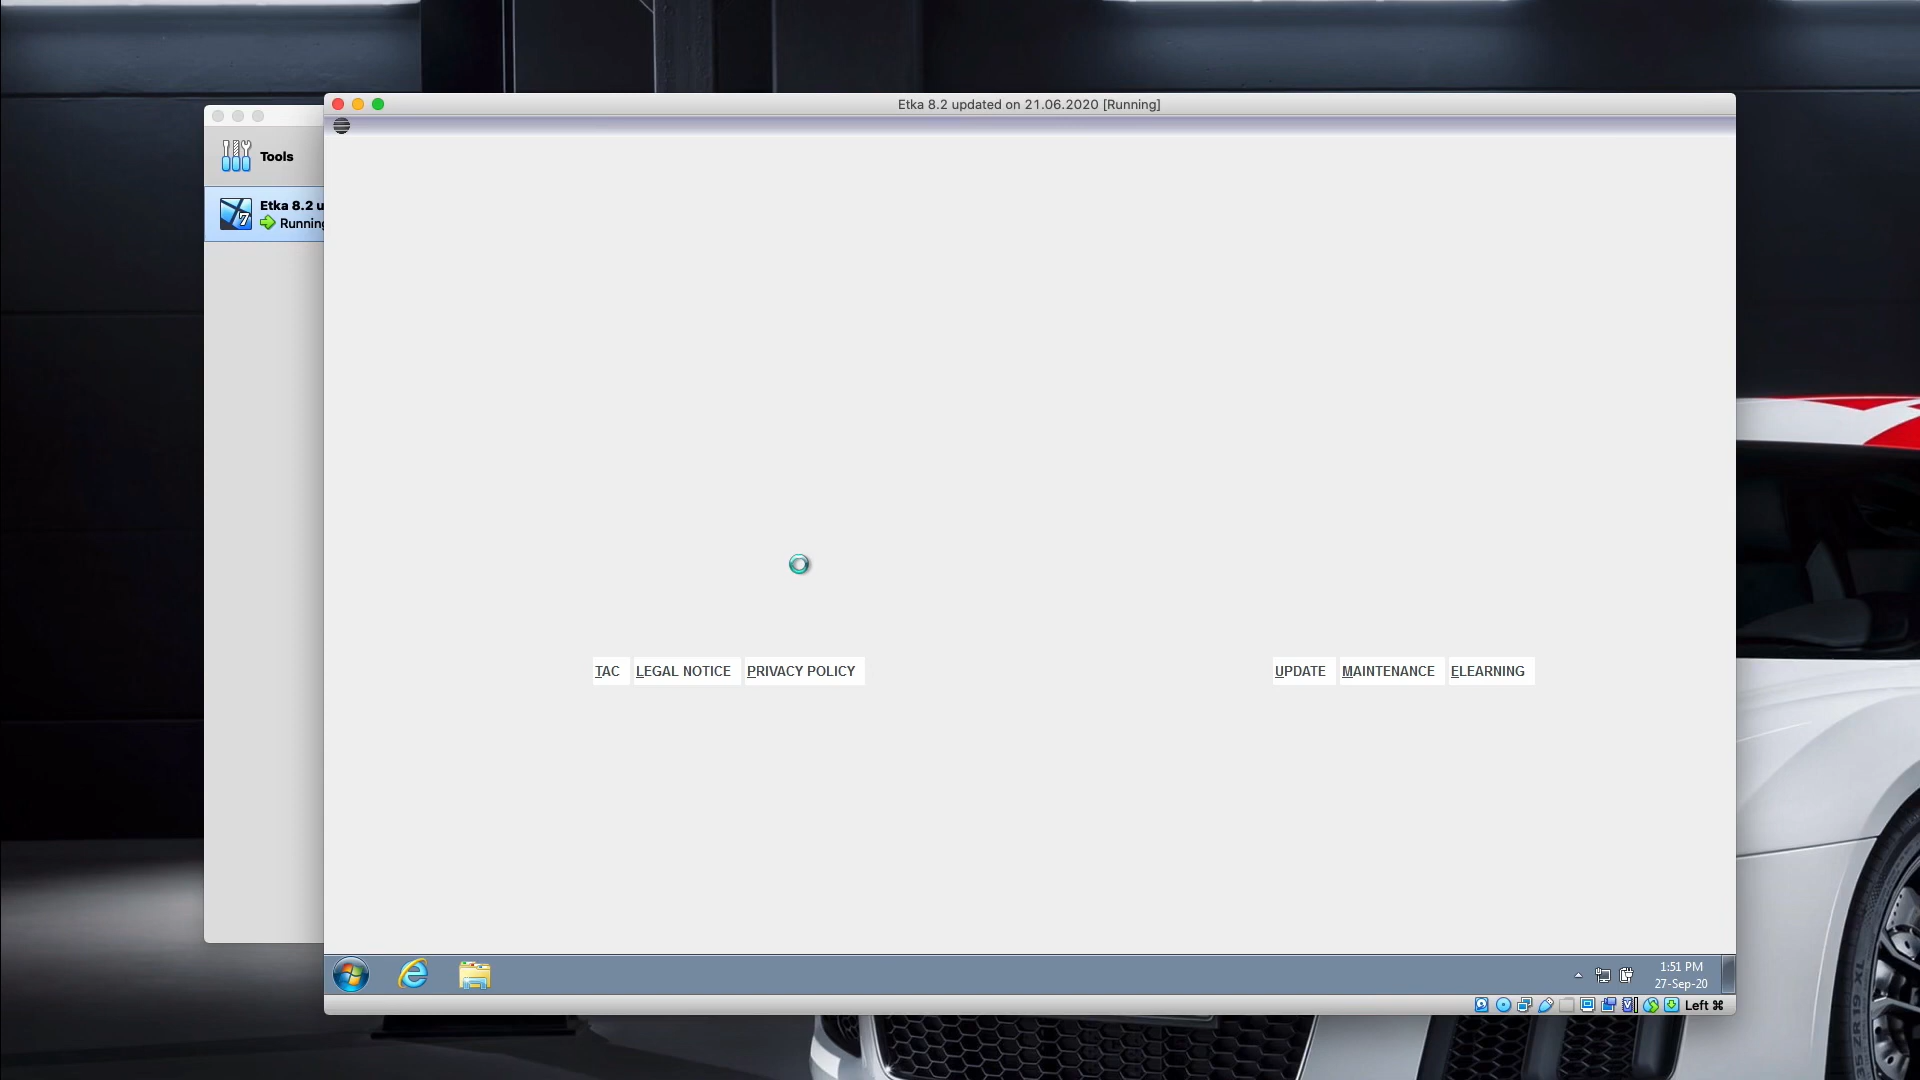 Etka 8.2 updated on 21.06.2020 [Running]
Tools
Etka 8.2 u
Running
TAC LEGAL NOTICE PRIVACY POLICY
UPDATE MAINTENANCE ELEARNING
1:51 PM
27-Sep-20
Left ⌘